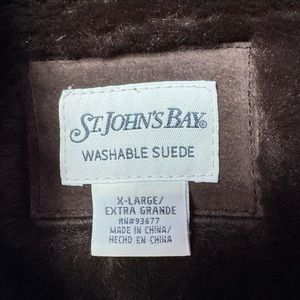 ST. JOHN'S BAY®
WASHABLE SUEDE
X-LARGE/
EXTRA GRANDE
RN#93677
MADE IN CHINA/
HECHO EN CHINA